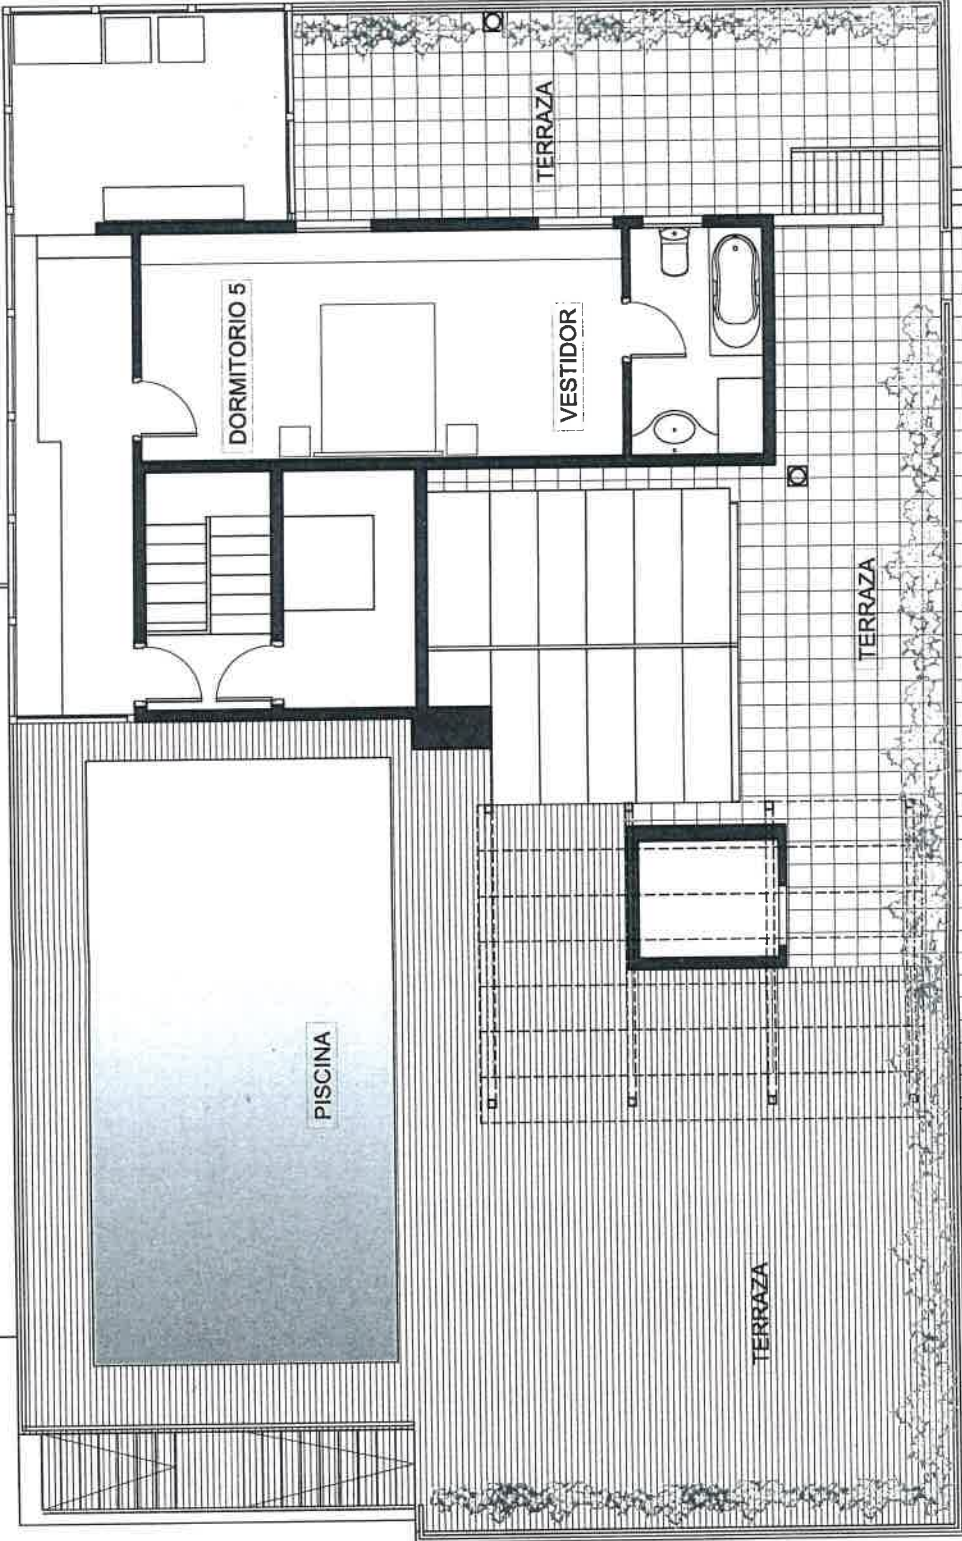 TERRAZA
DORMITORIO 5
VESTIDOR
TERRAZA
PISCINA
TERRAZA